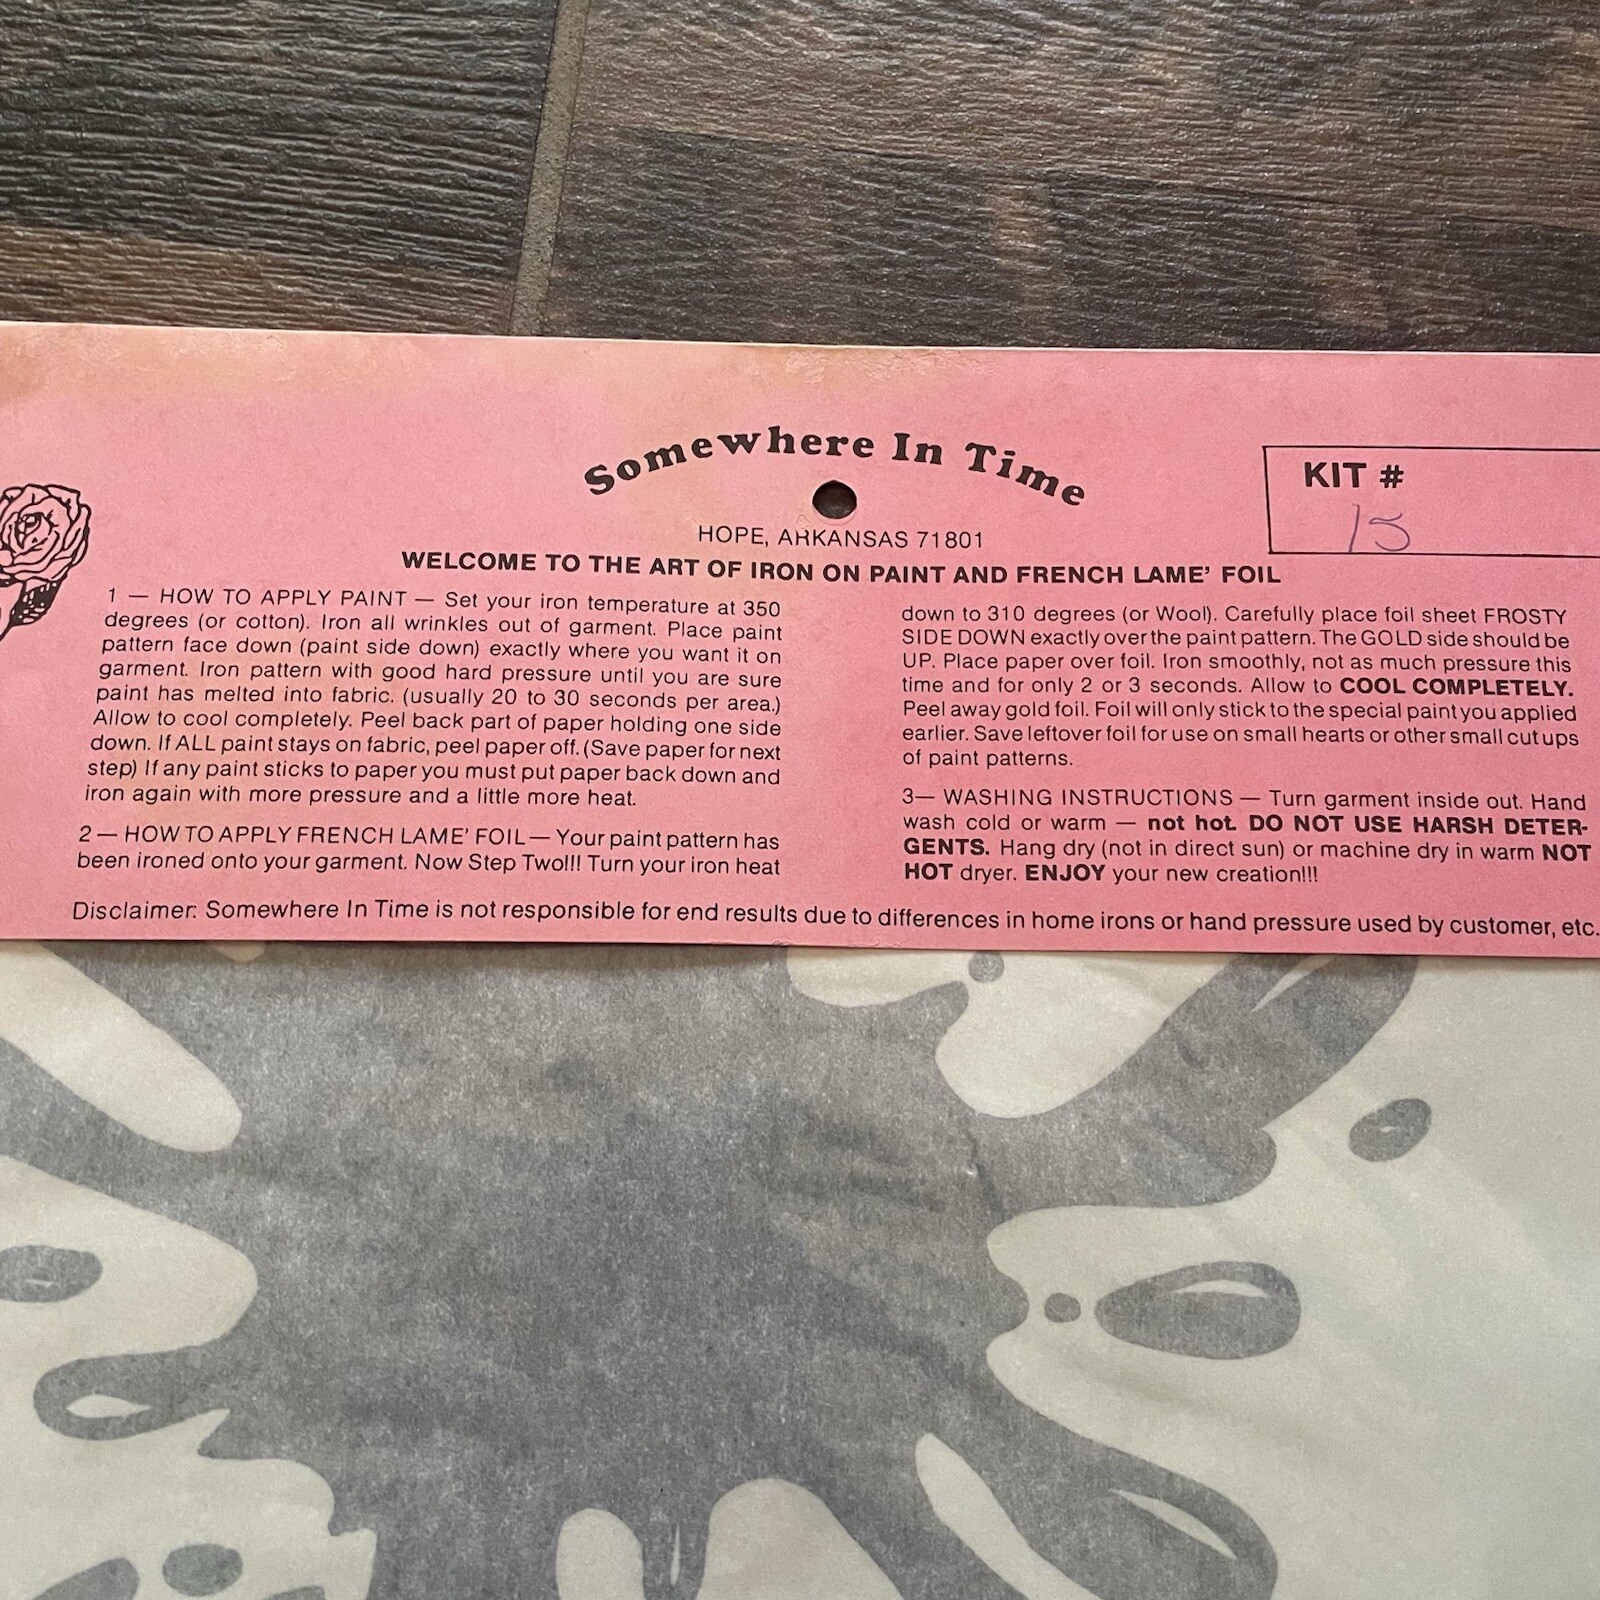 Somewhere In Time
HOPE, ARKANSAS 71801
KIT #
15
WELCOME TO THE ART OF IRON ON PAINT AND FRENCH LAME' FOIL
1 — HOW TO APPLY PAINT — Set your iron temperature at 350
degrees (or cotton). Iron all wrinkles out of garment. Place paint
pattern face down (paint side down) exactly where you want it on
garment. Iron pattern with good hard pressure until you are sure
paint has melted into fabric. (usually 20 to 30 seconds per area.)
Allow to cool completely. Peel back part of paper holding one side
down. If ALL paint stays on fabric, peel paper off. (Save paper for next
step) If any paint sticks to paper you must put paper back down and
iron again with more pressure and a little more heat.
2 — HOW TO APPLY FRENCH LAME' FOIL — Your paint pattern has
been ironed onto your garment. Now Step Two!!! Turn your iron heat
down to 310 degrees (or Wool). Carefully place foil sheet FROSTY
SIDE DOWN exactly over the paint pattern. The GOLD side should be
UP. Place paper over foil. Iron smoothly, not as much pressure this
time and for only 2 or 3 seconds. Allow to COOL COMPLETELY.
Peel away gold foil. Foil will only stick to the special paint you applied
earlier. Save leftover foil for use on small hearts or other small cut ups
of paint patterns.
3— WASHING INSTRUCTIONS — Turn garment inside out. Hand
wash cold or warm — not hot. DO NOT USE HARSH DETER-
GENTS. Hang dry (not in direct sun) or machine dry in warm NOT
HOT dryer. ENJOY your new creation!!!
Disclaimer: Somewhere In Time is not responsible for end results due to differences in home irons or hand pressure used by customer, etc.